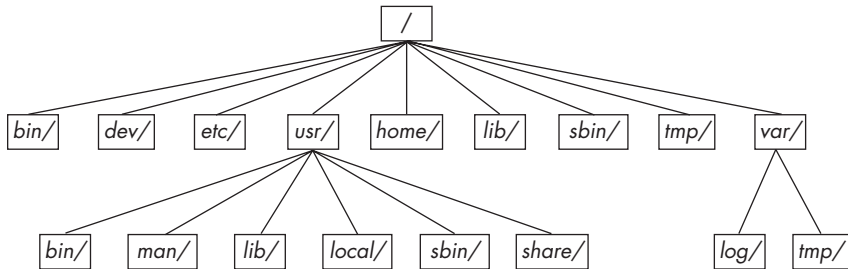 /
bin/ dev/ etc/ usr/ home/ lib/ sbin/ tmp/ var/
bin/ man/ lib/ local/ sbin/ share/ log/ tmp/